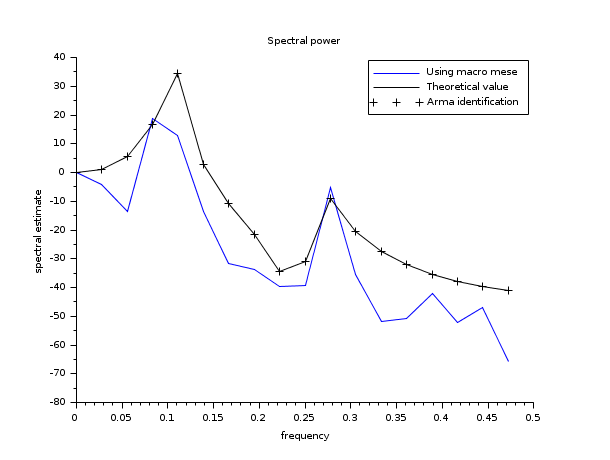 Spectral power
Using macro mese
Theoretical value
Arma identification
spectral estimate
40
30
20
10
0
-10
-20
-30
-40
-50
-60
-70
-80
0 0.05 0.1 0.15 0.2 0.25 0.3 0.35 0.4 0.45 0.5
frequency